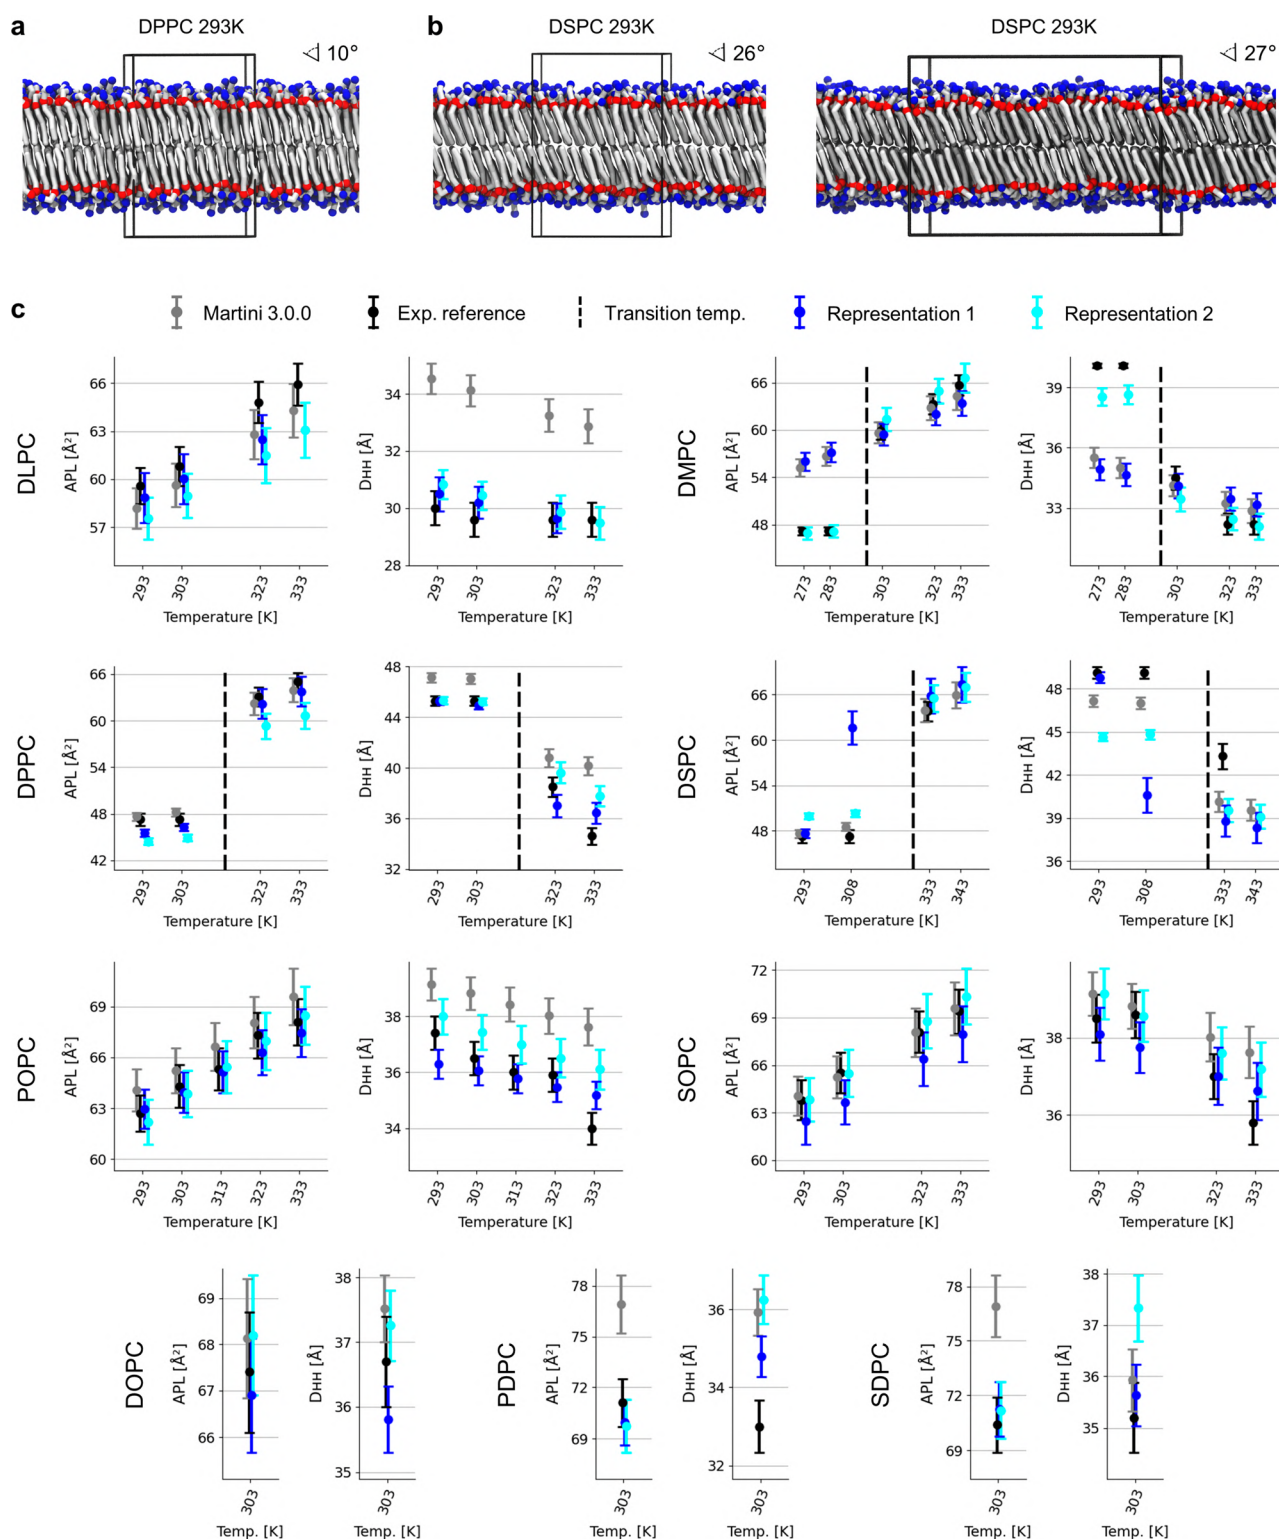 a
DPPC 293K
10°
b
DSPC 293K
26°
DSPC 293K
27°
c
Martini 3.0.0
Exp. reference
Transition temp.
Representation 1
Representation 2
DLPC
APL [Å²]
66
63
60
57
293
303
323
333
Temperature [K]
DHH [Å]
34
32
30
28
293
303
323
333
Temperature [K]
DMPC
APL [Å²]
66
60
54
48
273
283
303
323
333
Temperature [K]
DHH [Å]
39
36
33
273
283
303
323
333
Temperature [K]
DPPC
APL [Å²]
66
60
54
48
42
293
303
323
333
Temperature [K]
DHH [Å]
48
44
40
36
32
293
303
323
333
Temperature [K]
DSPC
APL [Å²]
66
60
54
48
293
308
333
343
Temperature [K]
DHH [Å]
48
45
42
39
36
293
308
333
343
Temperature [K]
POPC
APL [Å²]
69
66
63
60
293
303
313
323
333
Temperature [K]
DHH [Å]
38
36
34
293
303
313
323
333
Temperature [K]
SOPC
APL [Å²]
72
69
66
63
60
293
303
323
333
Temperature [K]
DHH [Å]
38
36
293
303
323
333
Temperature [K]
DOPC
APL [Å²]
69
68
67
66
303
Temp. [K]
DHH [Å]
38
37
36
35
303
Temp. [K]
PDPC
APL [Å²]
78
75
72
69
303
Temp. [K]
DHH [Å]
36
34
32
303
Temp. [K]
SDPC
APL [Å²]
78
75
72
69
303
Temp. [K]
DHH [Å]
38
37
36
35
303
Temp. [K]